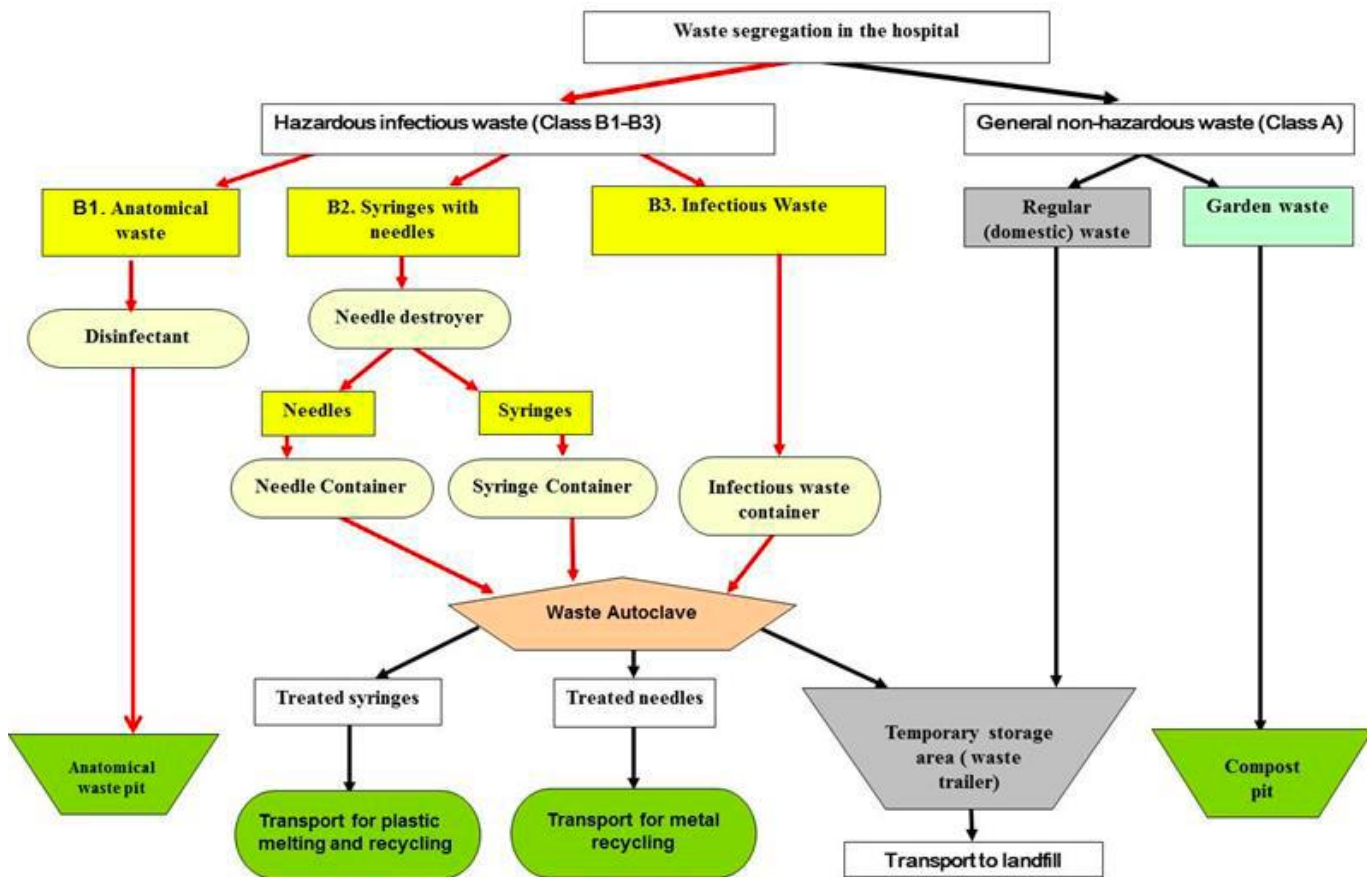 Waste segregation in the hospital
Hazardous infectious waste (Class B1-B3)
General non-hazardous waste (Class A)
B1. Anatomical
waste
B2. Syringes with
needles
B3. Infectious Waste
Regular
(domestic) waste
Garden waste
Disinfectant
Needle destroyer
Needles
Syringes
Needle Container
Syringe Container
Infectious waste
container
Waste Autoclave
Treated syringes
Treated needles
Temporary storage
area ( waste
trailer)
Anatomical
waste pit
Compost
pit
Transport for plastic
melting and recycling
Transport for metal
recycling
Transport to landfill